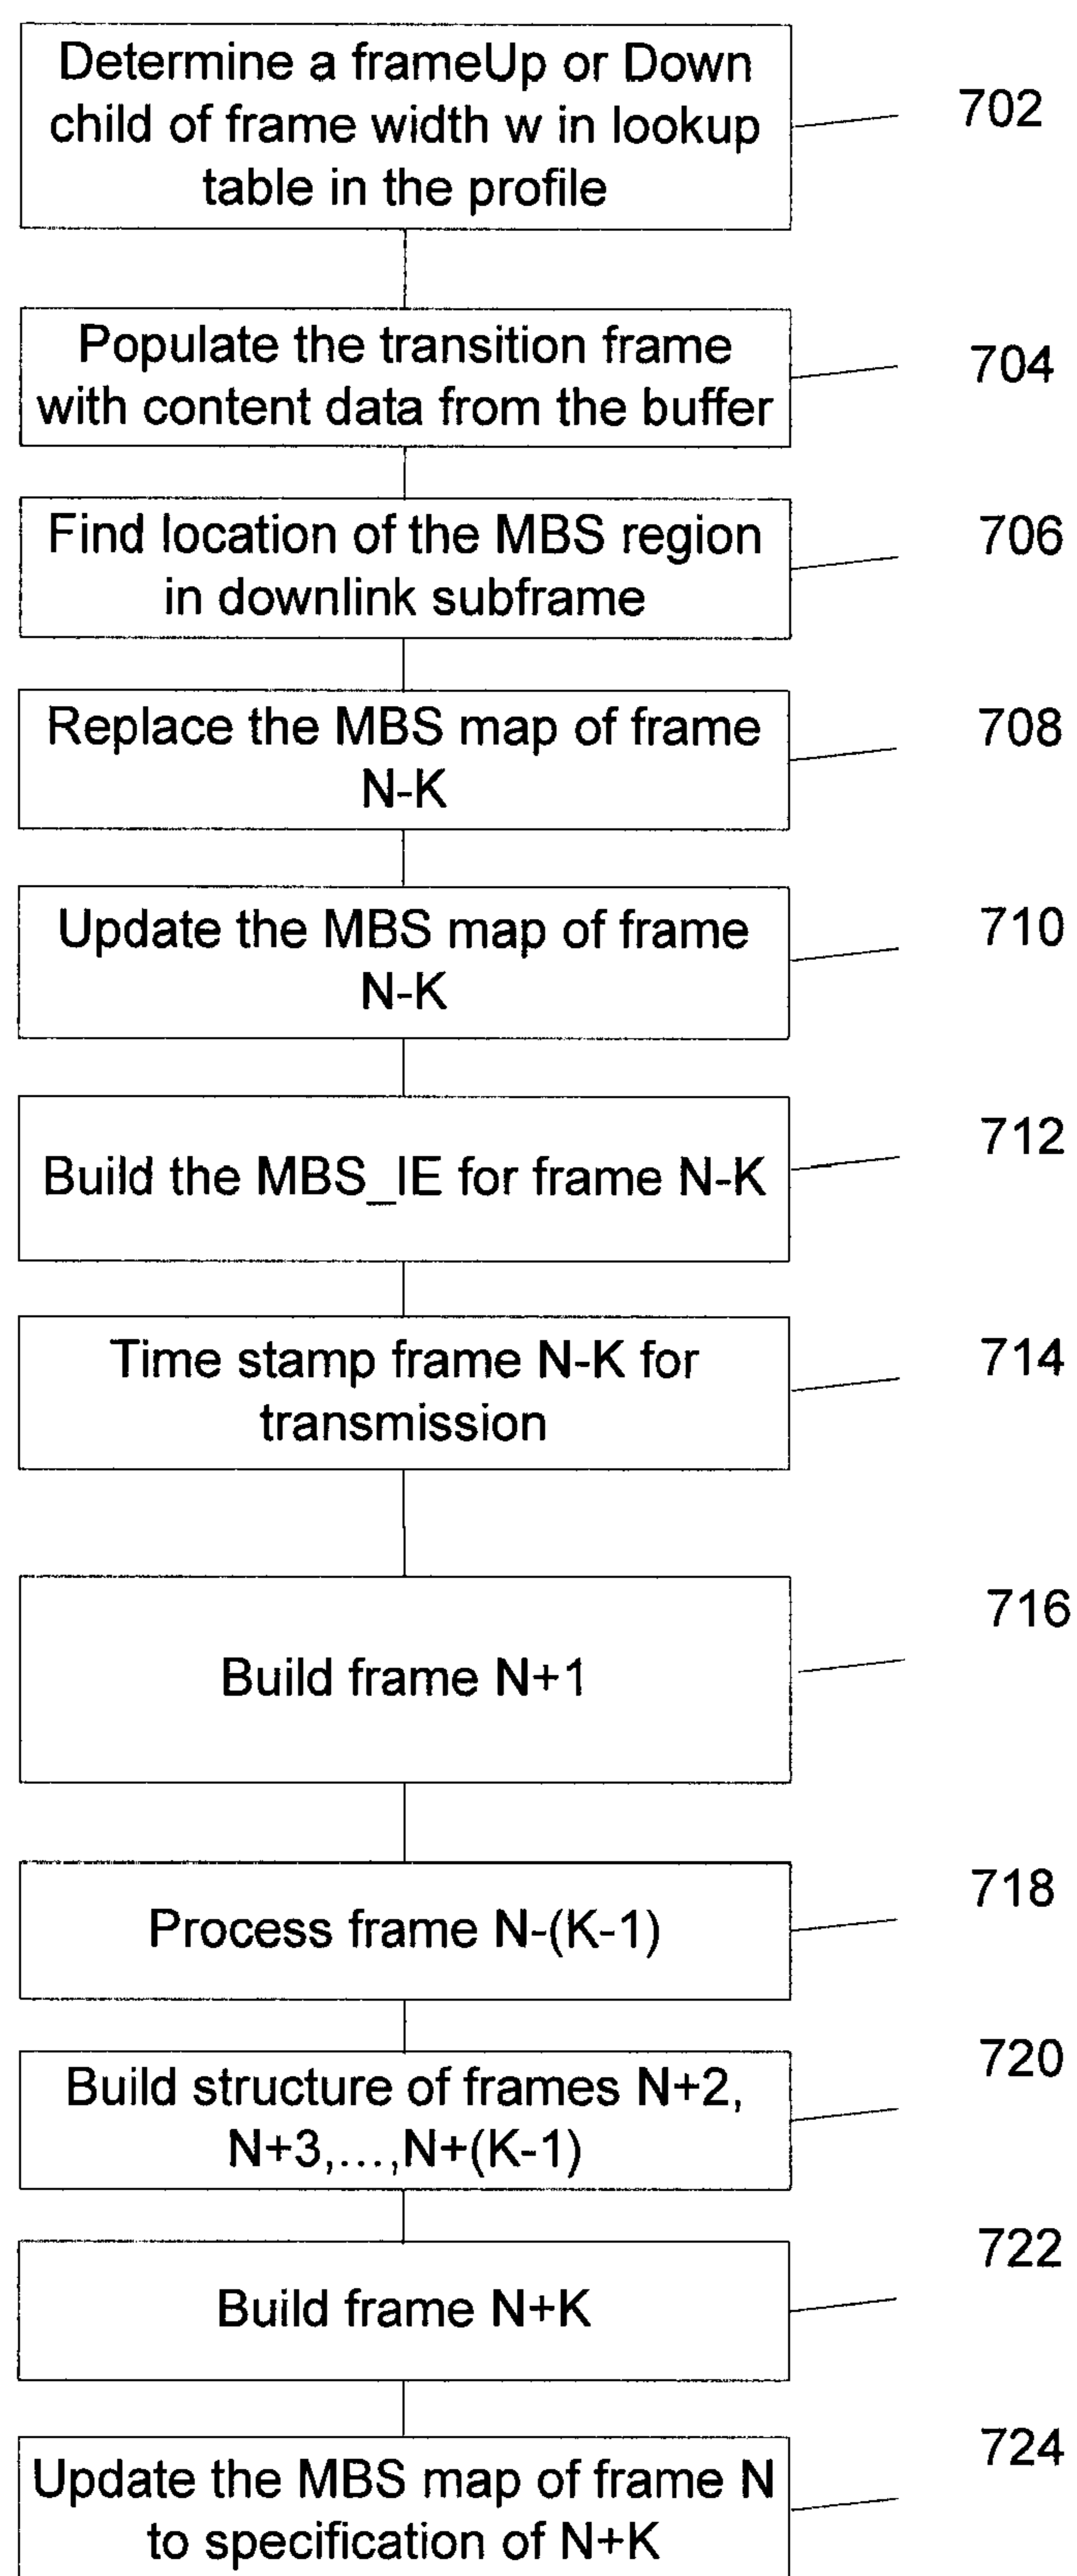 Determine a frameUp or Down
child of frame width w in lookup
table in the profile
702
Populate the transition frame
with content data from the buffer
704
Find location of the MBS region
in downlink subframe
706
Replace the MBS map of frame
N-K
708
Update the MBS map of frame
N-K
710
Build the MBS_IE for frame N-K
712
Time stamp frame N-K for
transmission
714
Build frame N+1
716
Process frame N-(K-1)
718
Build structure of frames N+2,
N+3,...,N+(K-1)
720
Build frame N+K
722
Update the MBS map of frame N
to specification of N+K
724